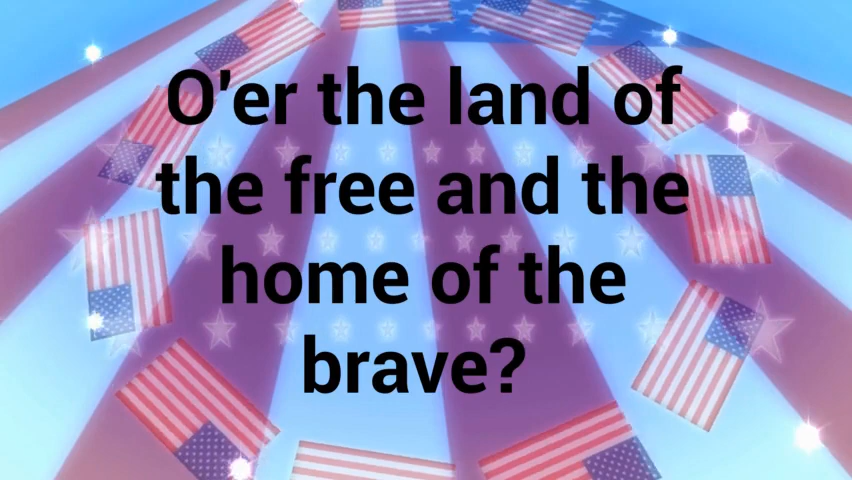 O'er the land of
the free and the
home of the
brave?